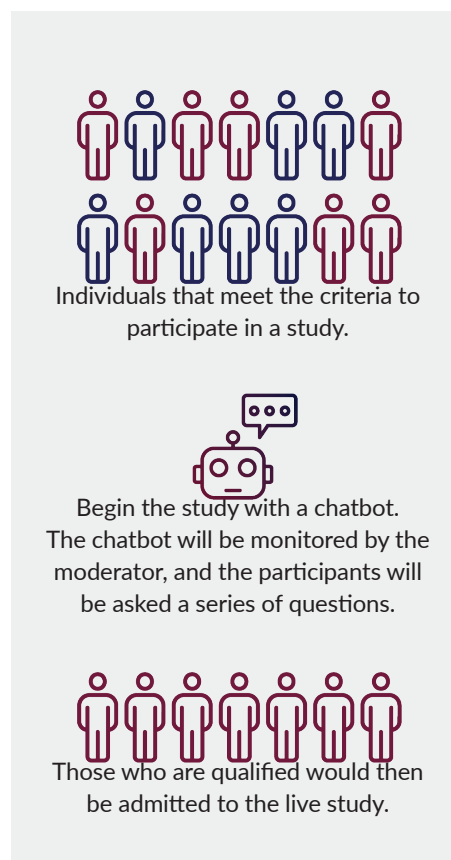 Individuals that meet the criteria to
participate in a study.
Begin the study with a chatbot.
The chatbot will be monitored by the
moderator, and the participants will
be asked a series of questions.
Those who are qualified would then
be admitted to the live study.